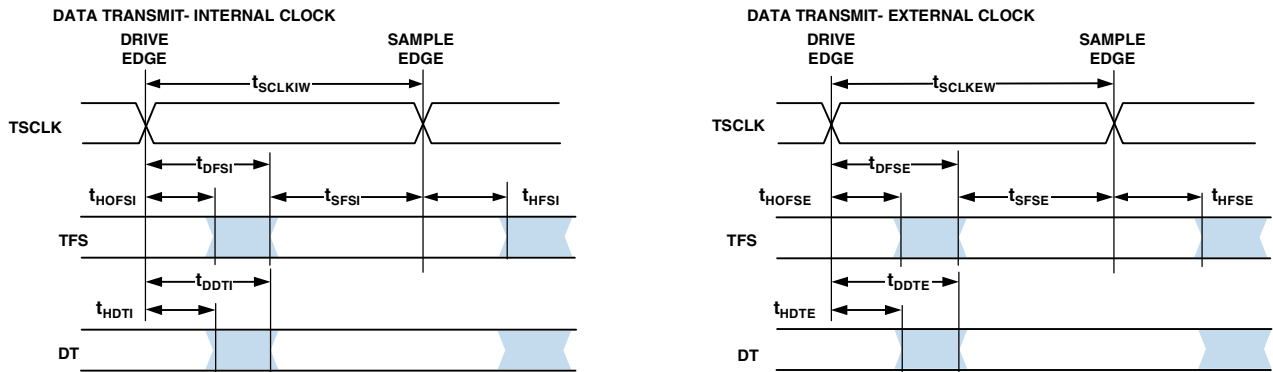 DATA TRANSMIT- INTERNAL CLOCK
DRIVE
EDGE
SAMPLE
EDGE
tSCLKIW
TSCLK
tDFSI
tHOFSI
tSFSI
tHFSI
TFS
tDDTI
tHDTI
DT
DATA TRANSMIT- EXTERNAL CLOCK
DRIVE
EDGE
SAMPLE
EDGE
tSCLKEW
TSCLK
tDFSE
tHOFSE
tSFSE
tHFSE
TFS
tDDTE
tHDTE
DT